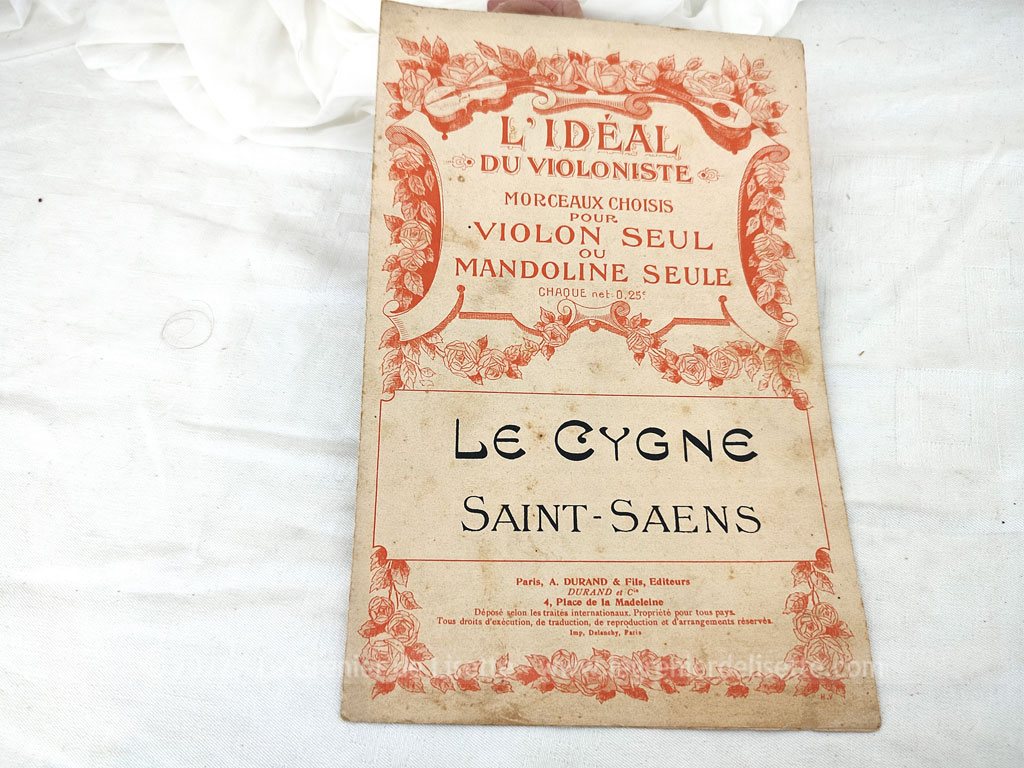 L'IDÉAL
DU VIOLONISTE
MORCEAUX CHOISIS
POUR
VIOLON SEUL
OU
MANDOLINE SEULE
CHAQUE net: 0.25c
LE CYGNE
SAINT-SAENS
Paris, A. DURAND & Fils, Editeurs
DURAND et Cie
4, Place de la Madeleine
Déposé selon les traités internationaux. Propriété pour tous pays.
Tous droits d'exécution, de traduction, de reproduction et d'arrangements réservés.
Imp. Delanchy, Paris